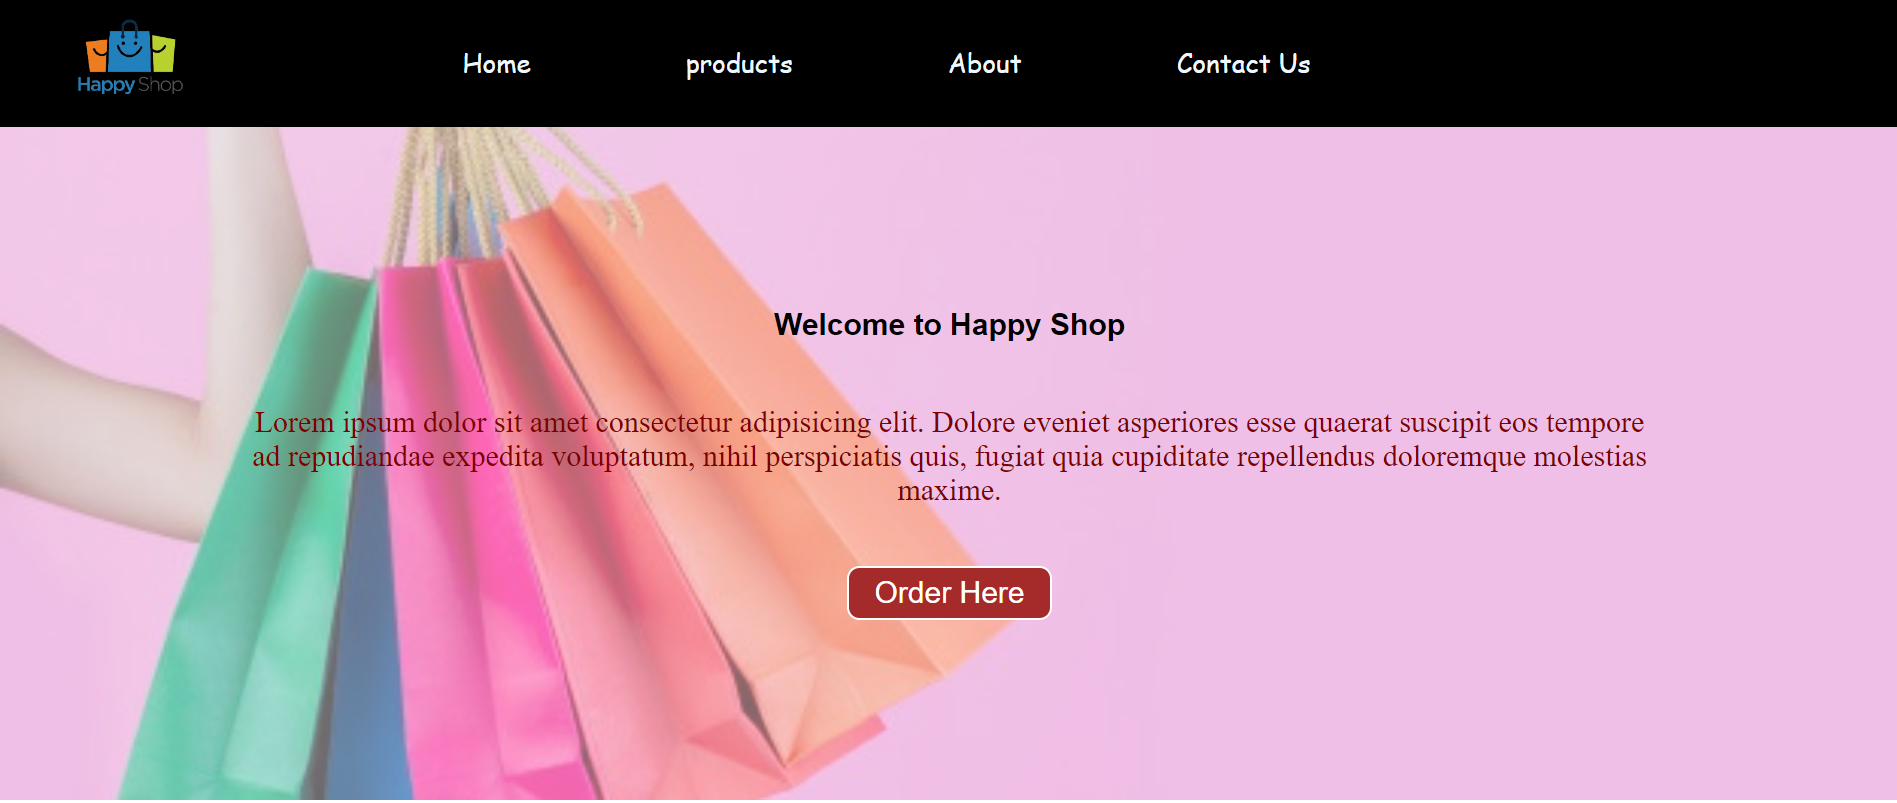 Happy Shop
Home products About Contact Us
Welcome to Happy Shop
Lorem ipsum dolor sit amet consectetur adipisicing elit. Dolore eveniet asperiores esse quaerat suscipit eos tempore
ad repudiandae expedita voluptatum, nihil perspiciatis quis, fugiat quia cupiditate repellendus doloremque molestias
maxime.
Order Here